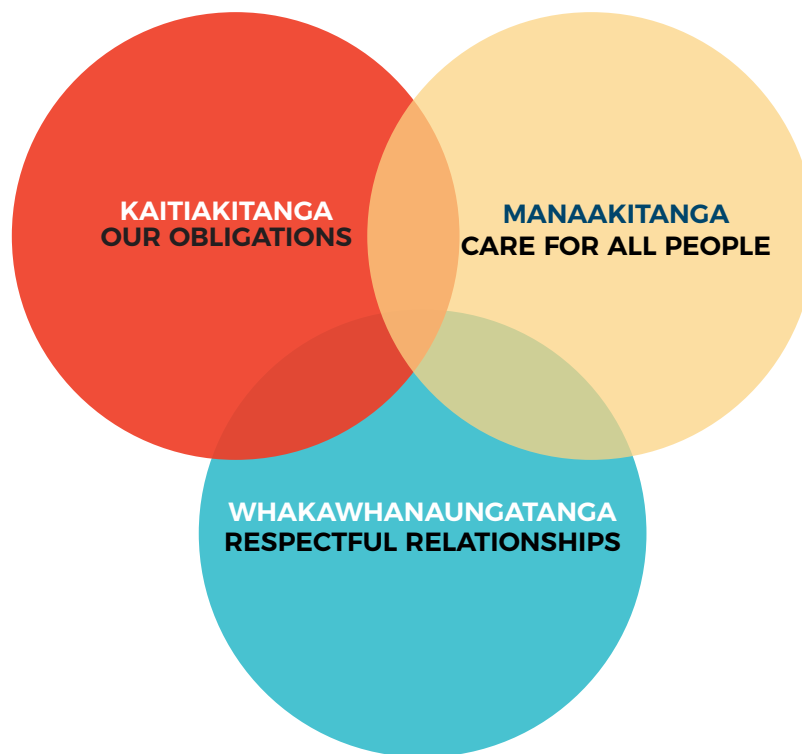 KAITIAKITANGA
OUR OBLIGATIONS
MANAAKITANGA
CARE FOR ALL PEOPLE
WHAKAWHANAUNGATANGA
RESPECTFUL RELATIONSHIPS